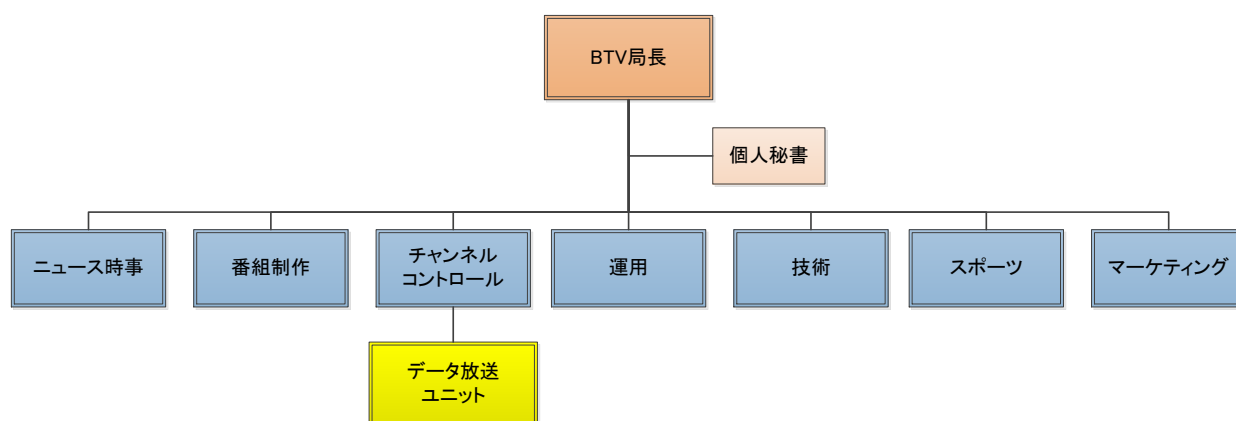 BTV局長
個人秘書
ニュース時事
番組制作
チャンネル
コントロール
運用
技術
スポーツ
マーケティング
データ放送
ユニット